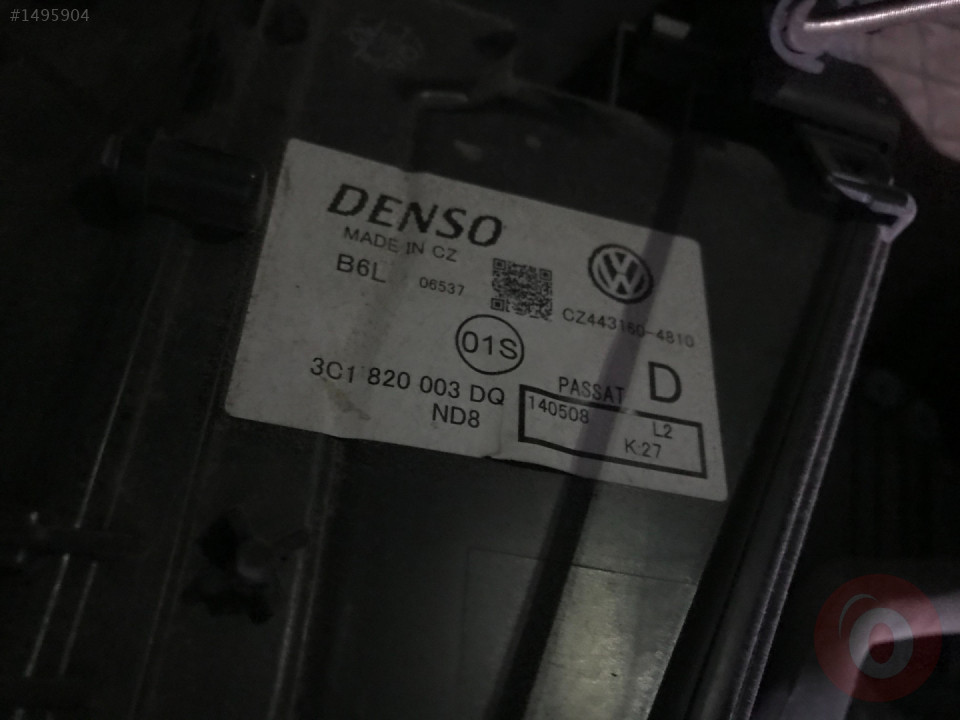 #1495904
DENSO
MADE IN CZ
B6L 06537
CZ443160-4810
01S
3C1 820 003 DQ
ND8
PASSAT D
140508 L2
K:27